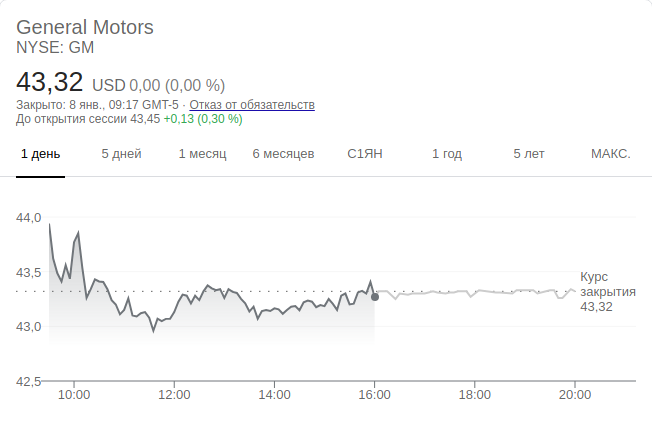 General Motors
NYSE: GM
43,32 USD 0,00 (0,00 %)
Закрыто: 8 янв., 09:17 GMT-5 · Отказ от обязательств
До открытия сессии 43,45 +0,13 (0,30 %)
1 день 5 дней 1 месяц 6 месяцев С1ЯН 1 год 5 лет МАКС.
44,0
43,5
Курс
закрытия
43,32
43,0
42,5
10:00 12:00 14:00 16:00 18:00 20:00